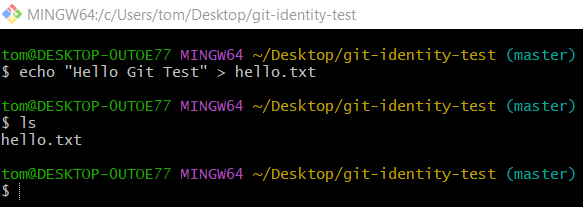 MINGW64:/c/Users/tom/Desktop/git-identity-test
tom@DESKTOP-OUTOE77 MINGW64 ~/Desktop/git-identity-test (master)
$ echo "Hello Git Test" > hello.txt
tom@DESKTOP-OUTOE77 MINGW64 ~/Desktop/git-identity-test (master)
$ ls
hello.txt
tom@DESKTOP-OUTOE77 MINGW64 ~/Desktop/git-identity-test (master)
$